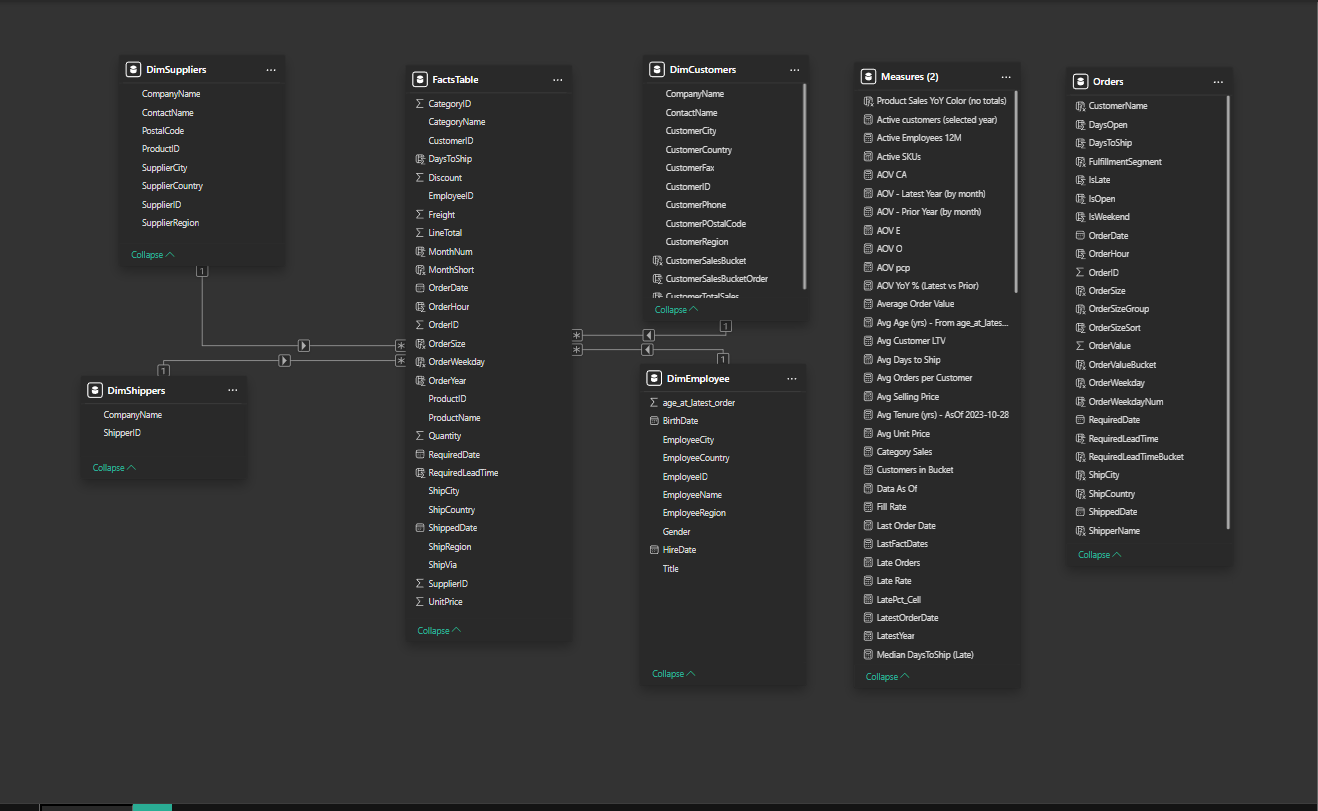 DimSuppliers
CompanyName
ContactName
PostalCode
ProductID
SupplierCity
SupplierCountry
SupplierID
SupplierRegion
Collapse
1
DimShippers
CompanyName
ShipperID
Collapse
1
FactsTable
CategoryID
CategoryName
CustomerID
DaysToShip
Discount
EmployeeID
Freight
LineTotal
MonthNum
MonthShort
OrderDate
OrderHour
OrderID
OrderSize
OrderWeekday
OrderYear
ProductID
ProductName
Quantity
RequiredDate
RequiredLeadTime
ShipCity
ShipCountry
ShippedDate
ShipRegion
ShipVia
SupplierID
UnitPrice
Collapse
DimCustomers
CompanyName
ContactName
CustomerCity
CustomerCountry
CustomerFax
CustomerID
CustomerPhone
CustomerPOstalCode
CustomerRegion
CustomerSalesBucket
CustomerSalesBucketOrder
CustomerTotalSales
Collapse
1
1
DimEmployee
age_at_latest_order
BirthDate
EmployeeCity
EmployeeCountry
EmployeeID
EmployeeName
EmployeeRegion
Gender
HireDate
Title
Collapse
Measures (2)
Product Sales YoY Color (no totals)
Active customers (selected year)
Active Employees 12M
Active SKUs
AOV CA
AOV - Latest Year (by month)
AOV - Prior Year (by month)
AOV E
AOV O
AOV pcp
AOV YoY % (Latest vs Prior)
Average Order Value
Avg Age (yrs) - From age_at_lates...
Avg Customer LTV
Avg Days to Ship
Avg Orders per Customer
Avg Selling Price
Avg Tenure (yrs) - AsOf 2023-10-28
Avg Unit Price
Category Sales
Customers in Bucket
Data As Of
Fill Rate
Last Order Date
LastFactDates
Late Orders
Late Rate
LatePct_Cell
LatestOrderDate
LatestYear
Median DaysToShip (Late)
Collapse
Orders
CustomerName
DaysOpen
DaysToShip
FulfillmentSegment
IsLate
IsOpen
IsWeekend
OrderDate
OrderHour
OrderID
OrderSize
OrderSizeGroup
OrderSizeSort
OrderValue
OrderValueBucket
OrderWeekday
OrderWeekdayNum
RequiredDate
RequiredLeadTime
RequiredLeadTimeBucket
ShipCity
ShipCountry
ShippedDate
ShipperName
Collapse